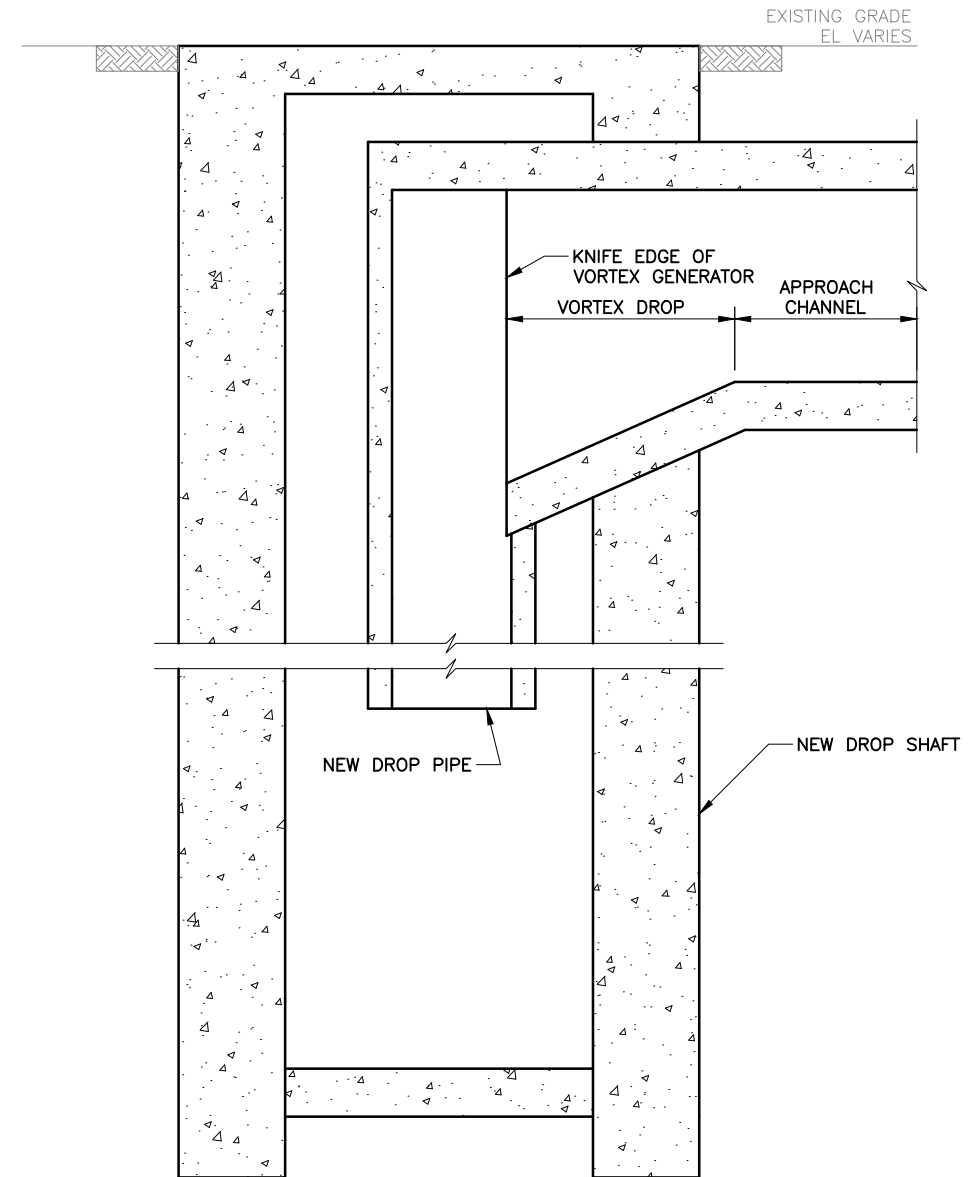 EXISTING GRADE
EL VARIES
KNIFE EDGE OF
VORTEX GENERATOR
VORTEX DROP
APPROACH
CHANNEL
NEW DROP SHAFT
NEW DROP PIPE